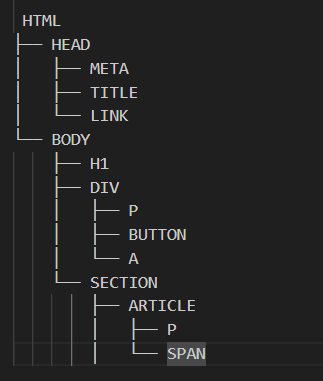 HTML
├── HEAD
│   ├── META
│   ├── TITLE
│   └── LINK
└── BODY
    ├── H1
    ├── DIV
    │   ├── P
    │   ├── BUTTON
    │   └── A
    └── SECTION
        ├── ARTICLE
        │   ├── P
        │   └── SPAN